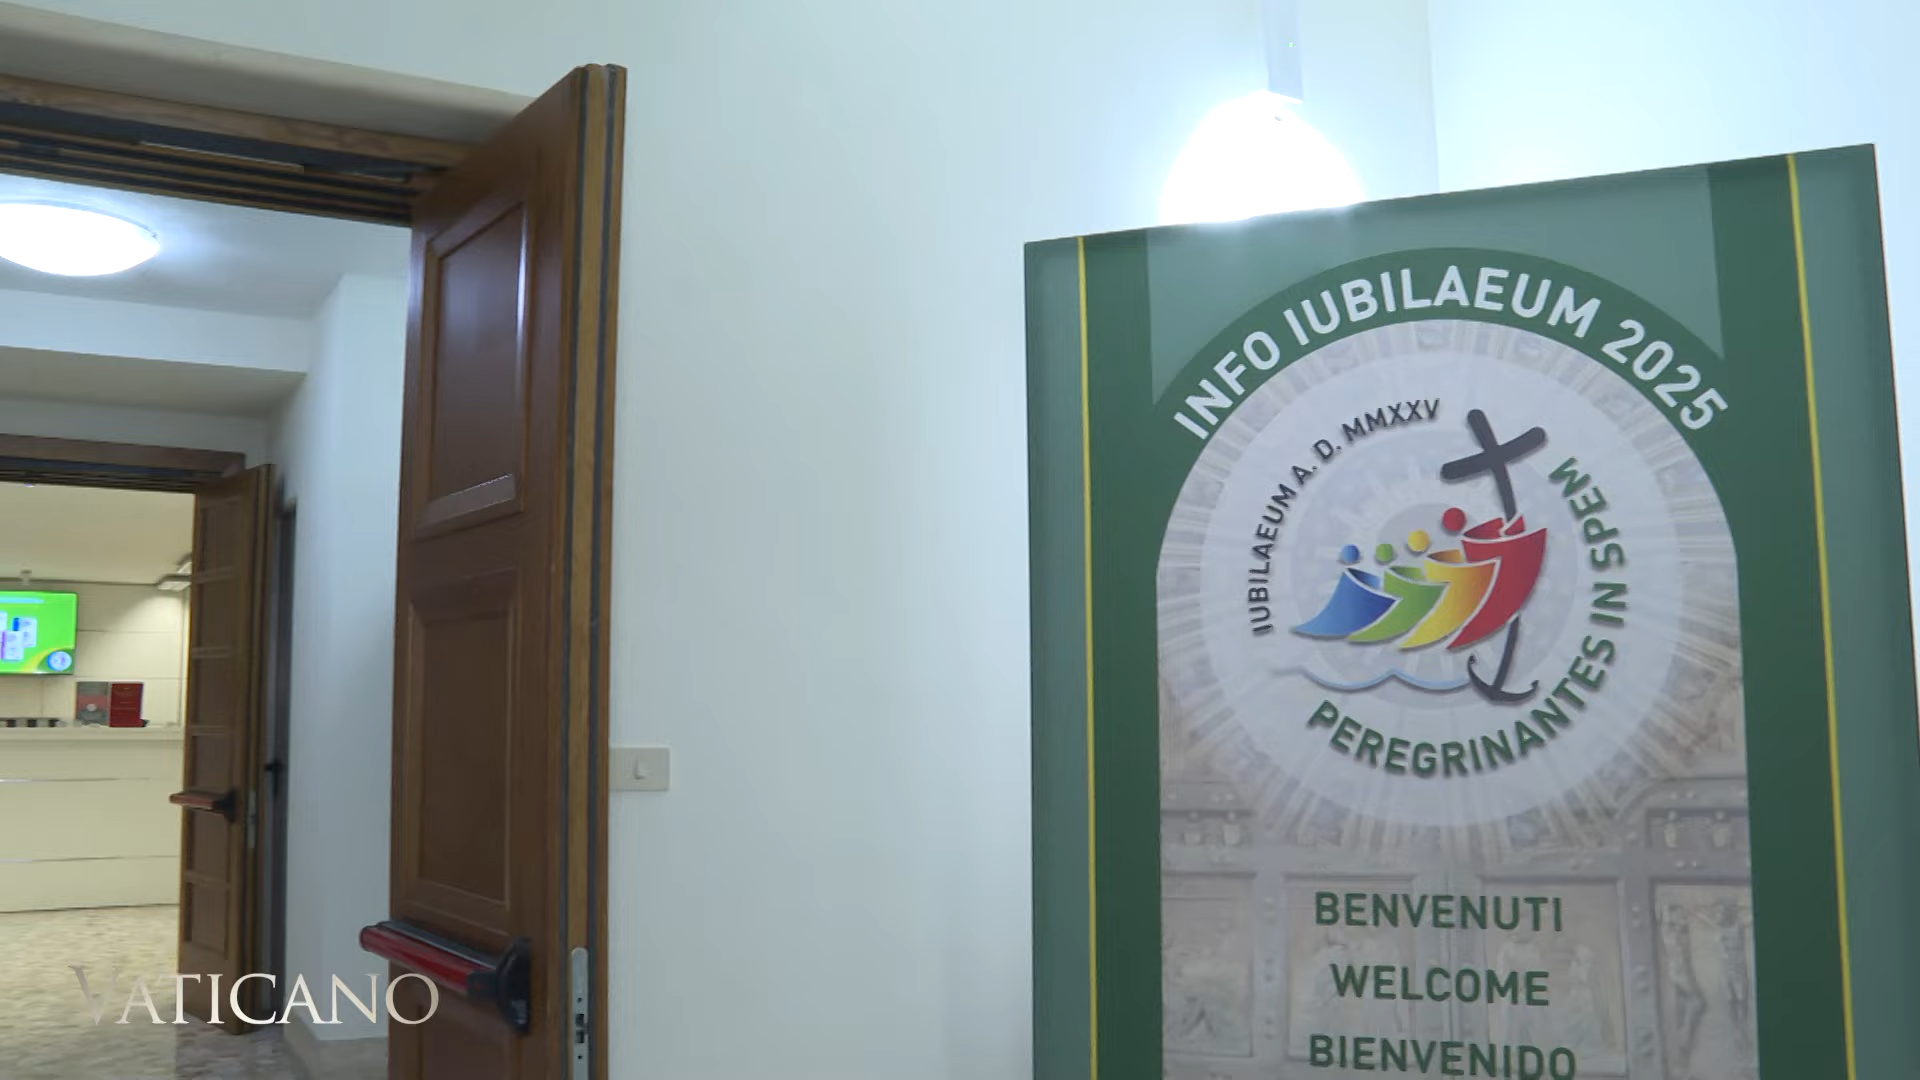 INFO IUBILAEUM 2025
IUBILAEUM A. D. MMXXV
PEREGRINANTES IN SPEM
BENVENUTI
WELCOME
BIENVENIDO
VATICANO